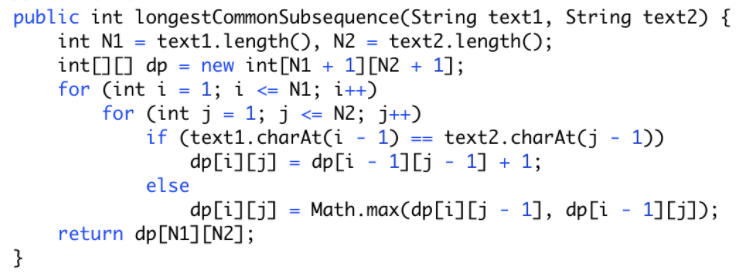 public int longestCommonSubsequence(String text1, String text2) {
    int N1 = text1.length(), N2 = text2.length();
    int[][] dp = new int[N1 + 1][N2 + 1];
    for (int i = 1; i <= N1; i++)
        for (int j = 1; j <= N2; j++)
            if (text1.charAt(i - 1) == text2.charAt(j - 1))
                dp[i][j] = dp[i - 1][j - 1] + 1;
            else
                dp[i][j] = Math.max(dp[i][j - 1], dp[i - 1][j]);
    return dp[N1][N2];
}